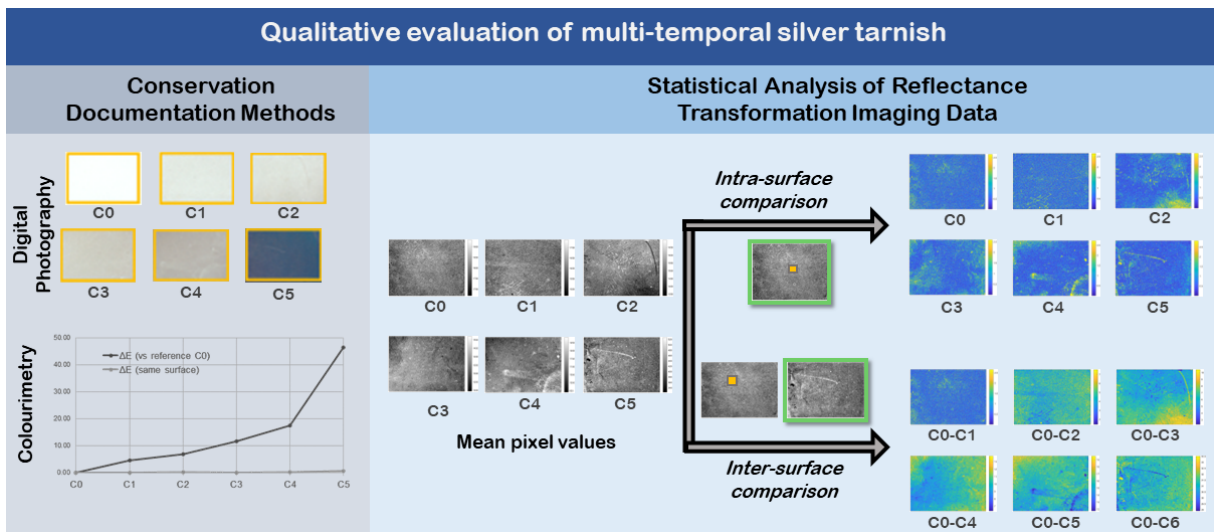 Qualitative evaluation of multi-temporal silver tarnish
Conservation
Documentation Methods
Digital
Photography
C0 C1 C2
C3 C4 C5
Colourimetry
50.00
40.00
30.00
20.00
10.00
0.00
ΔE (vs reference C0)
ΔE (same surface)
C0 C1 C2 C3 C4 C5
Statistical Analysis of Reflectance
Transformation Imaging Data
C0 C1 C2
C3 C4 C5
Mean pixel values
Intra-surface
comparison
Inter-surface
comparison
C0 C1 C2
C3 C4 C5
C0-C1 C0-C2 C0-C3
C0-C4 C0-C5 C0-C6